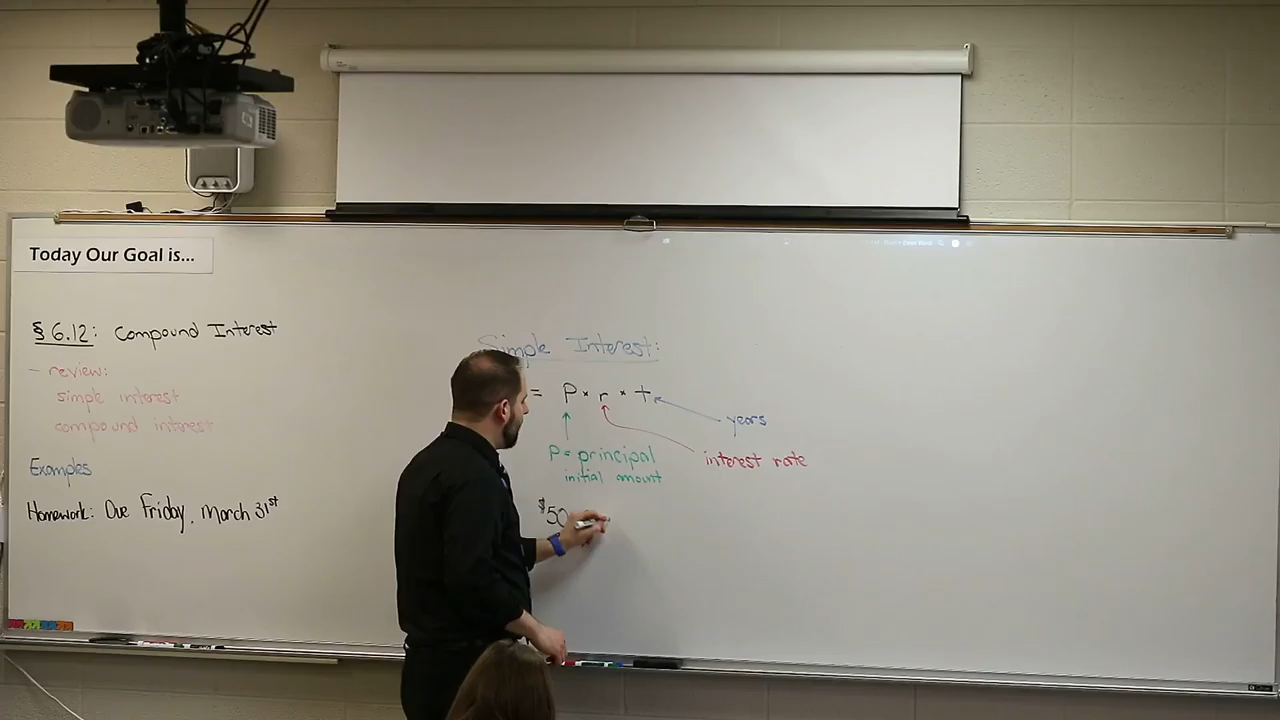 Today Our Goal is...
§ 6.12: Compound Interest
- review:
simple interest
compound interest
Examples
Homework: Due Friday, March 31st
Simple Interest:
= P * r * t
years
P = principal
initial amount
interest rate
$50